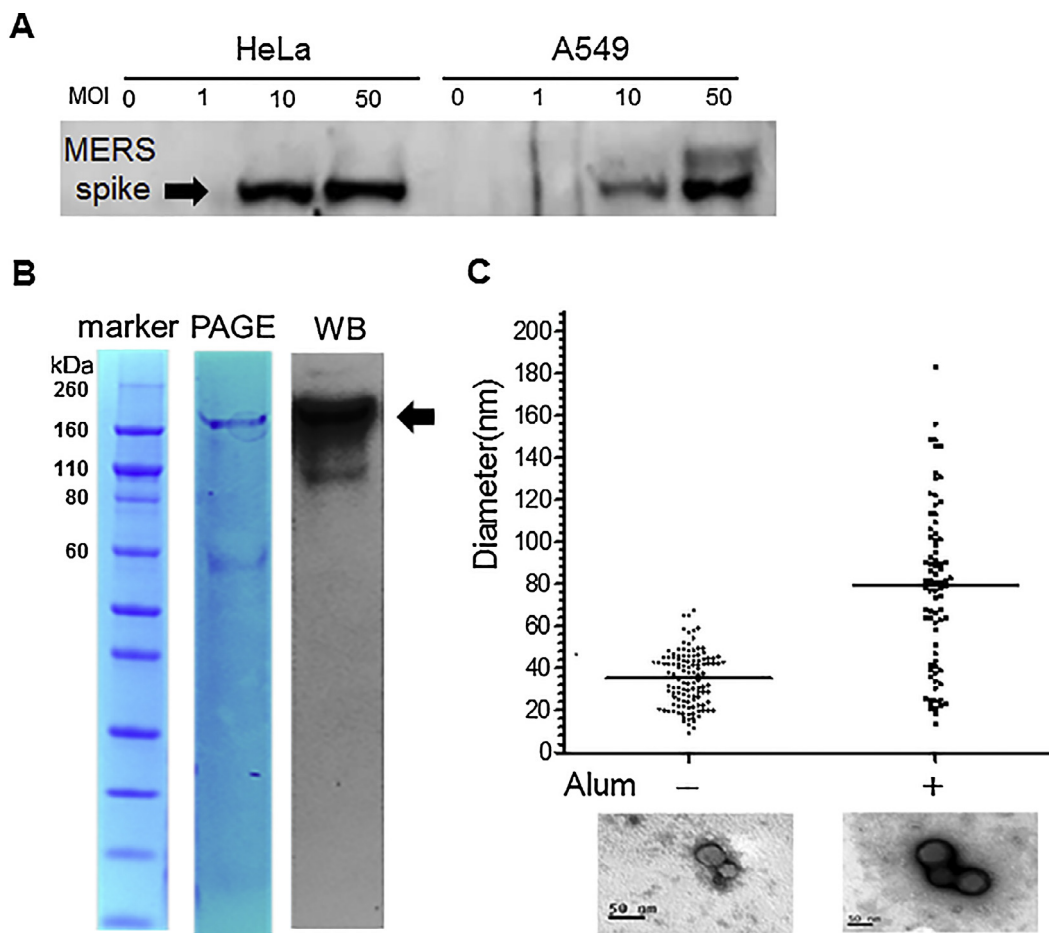 A
HeLa A549
MOI 0 1 10 50 0 1 10 50
MERS
spike
B
marker PAGE WB
kDa
260
160
110
80
60
C
Diameter(nm)
200
180
160
140
120
100
80
60
40
20
0
Alum – +
50 nm 50 nm